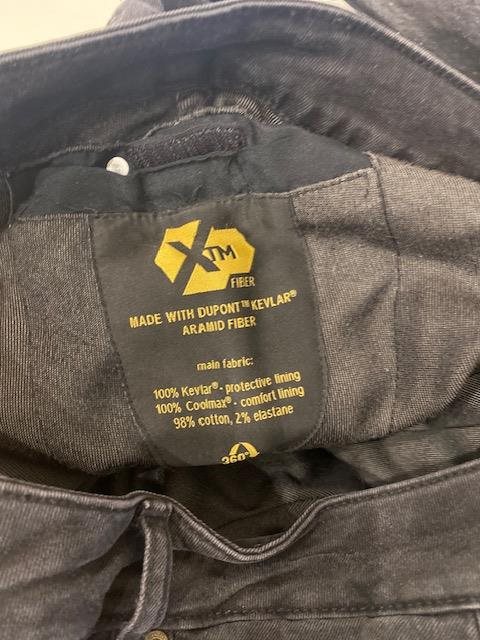 XTM
FIBER
MADE WITH DUPONT™ KEVLAR®
ARAMID FIBER
main fabric:
100% Kevlar® - protective lining
100% Coolmax® - comfort lining
98% cotton, 2% elastane
360°